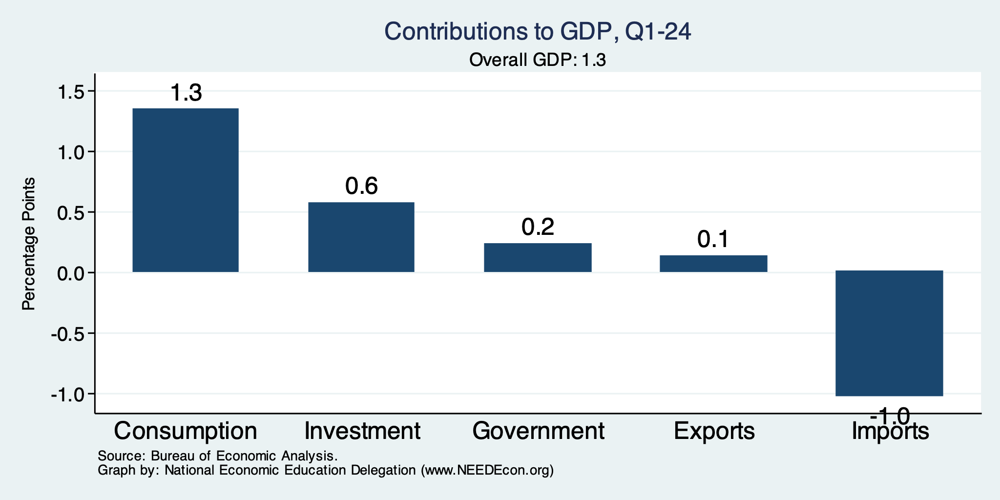 Contributions to GDP, Q1-24
Overall GDP: 1.3
Percentage Points
1.5
1.0
0.5
0.0
-0.5
-1.0
1.3
0.6
0.2
0.1
-1.0
Consumption Investment Government Exports Imports
Source: Bureau of Economic Analysis.
Graph by: National Economic Education Delegation (www.NEEDEcon.org)